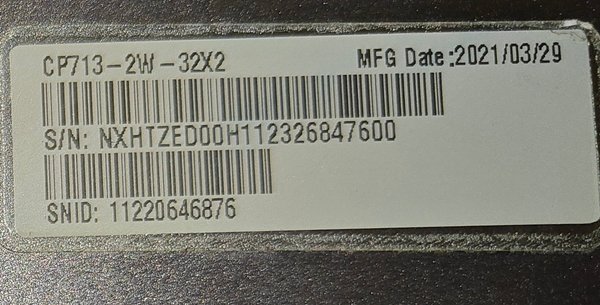 CP713-2W-32X2 MFG Date:2021/03/29
S/N: NXHTZED00H112326847600
SNID: 11220646876